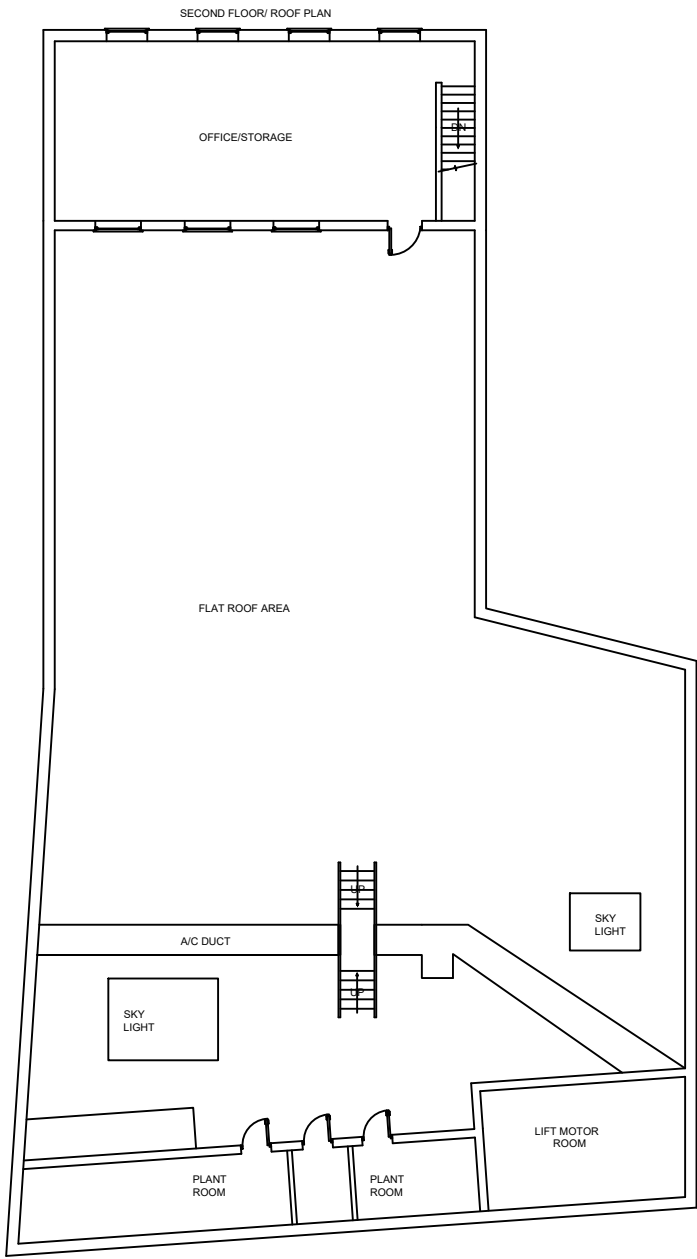 SECOND FLOOR/ ROOF PLAN
OFFICE/STORAGE
DN
FLAT ROOF AREA
UP
SKY
LIGHT
A/C DUCT
UP
SKY
LIGHT
LIFT MOTOR
ROOM
PLANT
ROOM
PLANT
ROOM